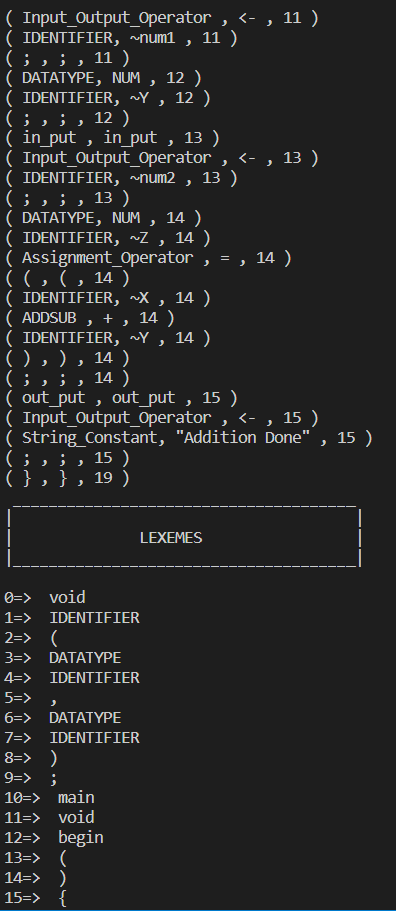 ( Input_Output_Operator , <- , 11 )
( IDENTIFIER, ~num1 , 11 )
( ; , ; , 11 )
( DATATYPE, NUM , 12 )
( IDENTIFIER, ~Y , 12 )
( ; , ; , 12 )
( in_put , in_put , 13 )
( Input_Output_Operator , <- , 13 )
( IDENTIFIER, ~num2 , 13 )
( ; , ; , 13 )
( DATATYPE, NUM , 14 )
( IDENTIFIER, ~Z , 14 )
( Assignment_Operator , = , 14 )
( ( , ( , 14 )
( IDENTIFIER, ~X , 14 )
( ADDSUB , + , 14 )
( IDENTIFIER, ~Y , 14 )
( ) , ) , 14 )
( ; , ; , 14 )
( out_put , out_put , 15 )
( Input_Output_Operator , <- , 15 )
( String_Constant, "Addition Done" , 15 )
( ; , ; , 15 )
( } , } , 19 )
LEXEMES
0=>  void
1=>  IDENTIFIER
2=>  (
3=>  DATATYPE
4=>  IDENTIFIER
5=>  ,
6=>  DATATYPE
7=>  IDENTIFIER
8=>  )
9=>  ;
10=>  main
11=>  void
12=>  begin
13=>  (
14=>  )
15=>  {